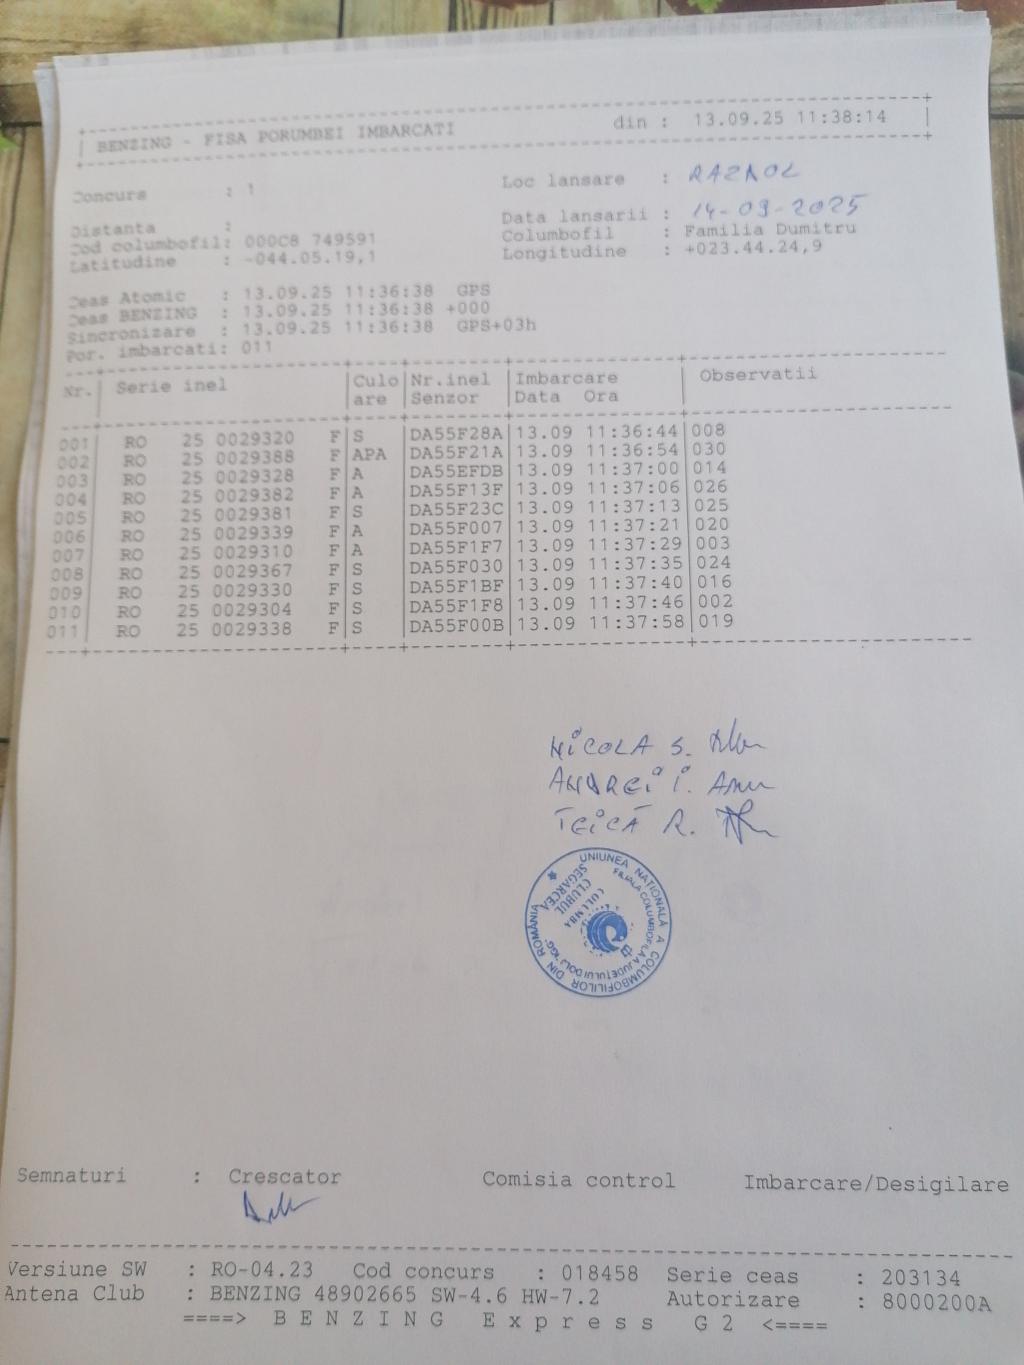 BENZING - FISA PORUMBEI IMBARCATI din : 13.09.25 11:38:14
Concurs : 1 Loc lansare :
Distanta : Data lansarii : 14-09-2025
Cod columbofil: 000C8 749591 Columbofil : Familia Dumitru
Latitudine : -044.05.19,1 Longitudine : +023.44.24,9
Ceas Atomic : 13.09.25 11:36:38 GPS
Ceas BENZING : 13.09.25 11:36:38 +000
Sincronizare : 13.09.25 11:36:38 GPS+03h
Por. imbarcati: 011
Nr. Serie inel Culo Nr.inel Imbarcare Observatii
are Senzor Data Ora
001 RO 25 0029320 F S DA55F28A 13.09 11:36:44 008
002 RO 25 0029388 F APA DA55F21A 13.09 11:36:54 030
003 RO 25 0029328 F A DA55EFDB 13.09 11:37:00 014
004 RO 25 0029382 F A DA55F13F 13.09 11:37:06 026
005 RO 25 0029381 F S DA55F23C 13.09 11:37:13 025
006 RO 25 0029339 F A DA55F007 13.09 11:37:21 020
007 RO 25 0029310 F A DA55F1F7 13.09 11:37:29 003
008 RO 25 0029367 F S DA55F030 13.09 11:37:35 024
009 RO 25 0029330 F S DA55F1BF 13.09 11:37:40 016
010 RO 25 0029304 F S DA55F1F8 13.09 11:37:46 002
011 RO 25 0029338 F S DA55F00B 13.09 11:37:58 019
NICOLA S.
ANDREI I.
TEICĂ R.
UNIUNEA NATIONALĂ A COLUMBOFILILOR DIN ROMÂNIA
FILIALA COLUMBOFILA A JUDETULUI DOLJ
CLUBUL
COLUMBA
SEGARCEA
Semnaturi : Crescator Comisia control Imbarcare/Desigilare
Versiune SW : RO-04.23 Cod concurs : 018458 Serie ceas : 203134
Antena Club : BENZING 48902665 SW-4.6 HW-7.2 Autorizare : 8000200A
====> B E N Z I N G E x p r e s s G 2 <====